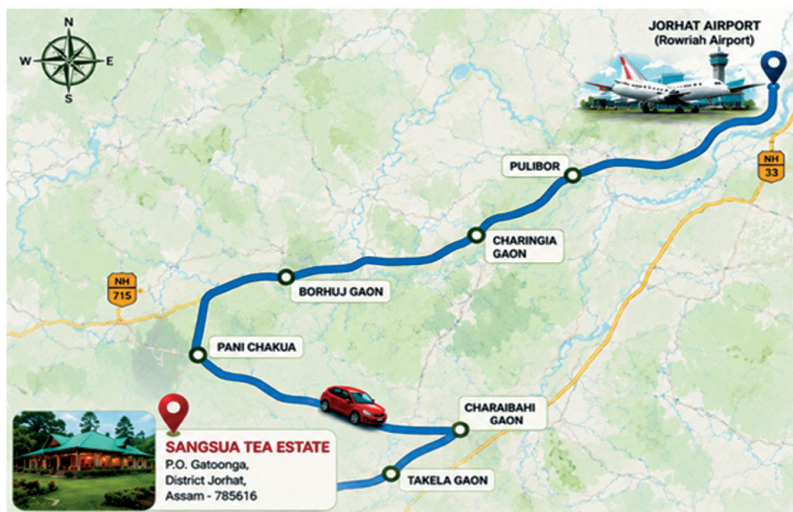 N
W
E
S
JORHAT AIRPORT
(Rowriah Airport)
NH
33
PULIBOR
CHARINGIA
GAON
BORHUJ GAON
NH
715
PANI CHAKUA
CHARAIBAHI
GAON
TAKELA GAON
SANGSUA TEA ESTATE
P.O. Gatoonga,
District Jorhat,
Assam - 785616